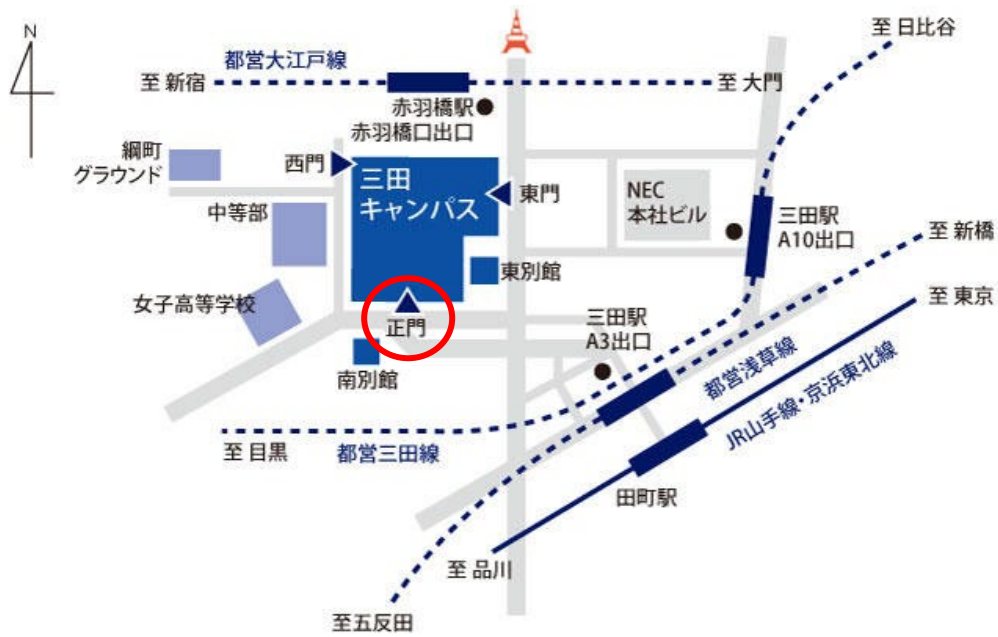 N
至 日比谷
都営大江戸線
至 新宿
至 大門
赤羽橋駅
赤羽橋口出口
綱町
グラウンド
西門
三田
キャンパス
東門
NEC
本社ビル
三田駅
A10出口
中等部
至 新橋
東別館
女子高等学校
至 東京
正門
三田駅
A3出口
南別館
都営浅草線
JR山手線・京浜東北線
至 目黒
都営三田線
田町駅
至 品川
至五反田